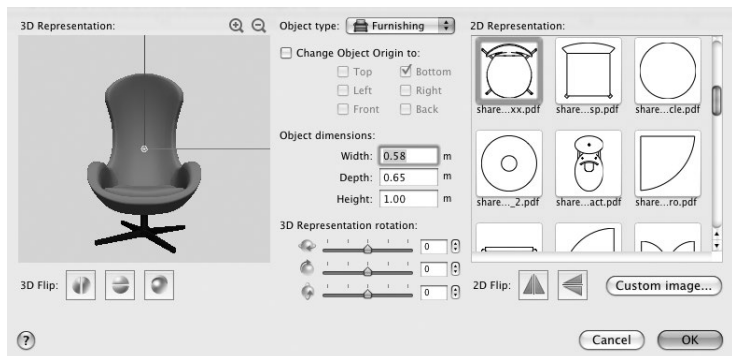 3D Representation:
Object type: Furnishing
Change Object Origin to:
Top Bottom
Left Right
Front Back
Object dimensions:
Width: 0.58 m
Depth: 0.65 m
Height: 1.00 m
3D Representation rotation:
0
0
0
3D Flip:
2D Representation:
share...xx.pdf share...sp.pdf share...cle.pdf
share..._2.pdf share...act.pdf share...ro.pdf
2D Flip: Custom image...
? Cancel OK